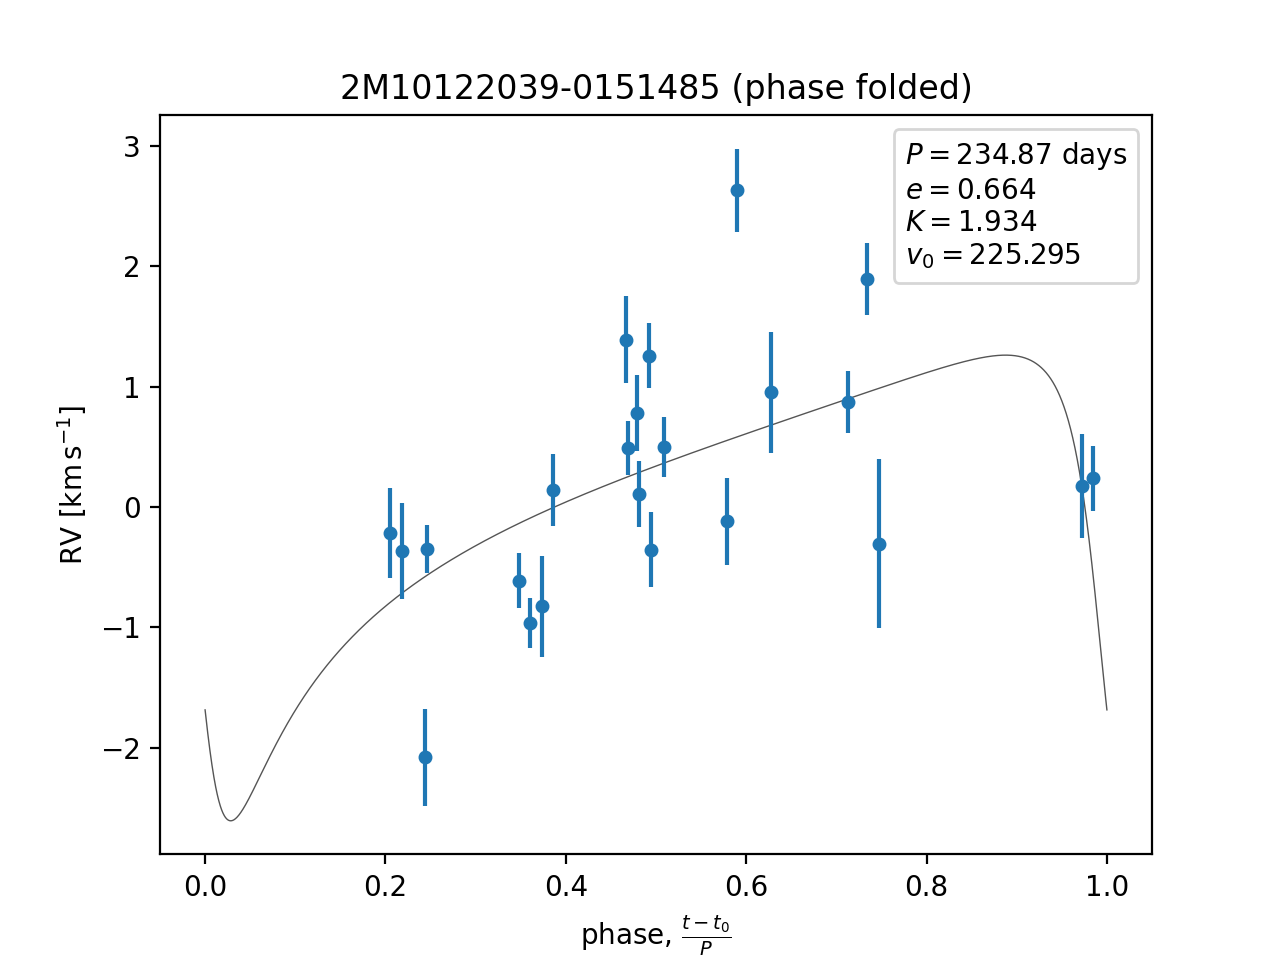 2M10122039-0151485 (phase folded)
P = 234.87 days
e = 0.664
K = 1.934
v₀ = 225.295
3
2
1
0
−1
−2
RV [km s⁻¹]
0.0 0.2 0.4 0.6 0.8 1.0
phase, (t − t₀)/P